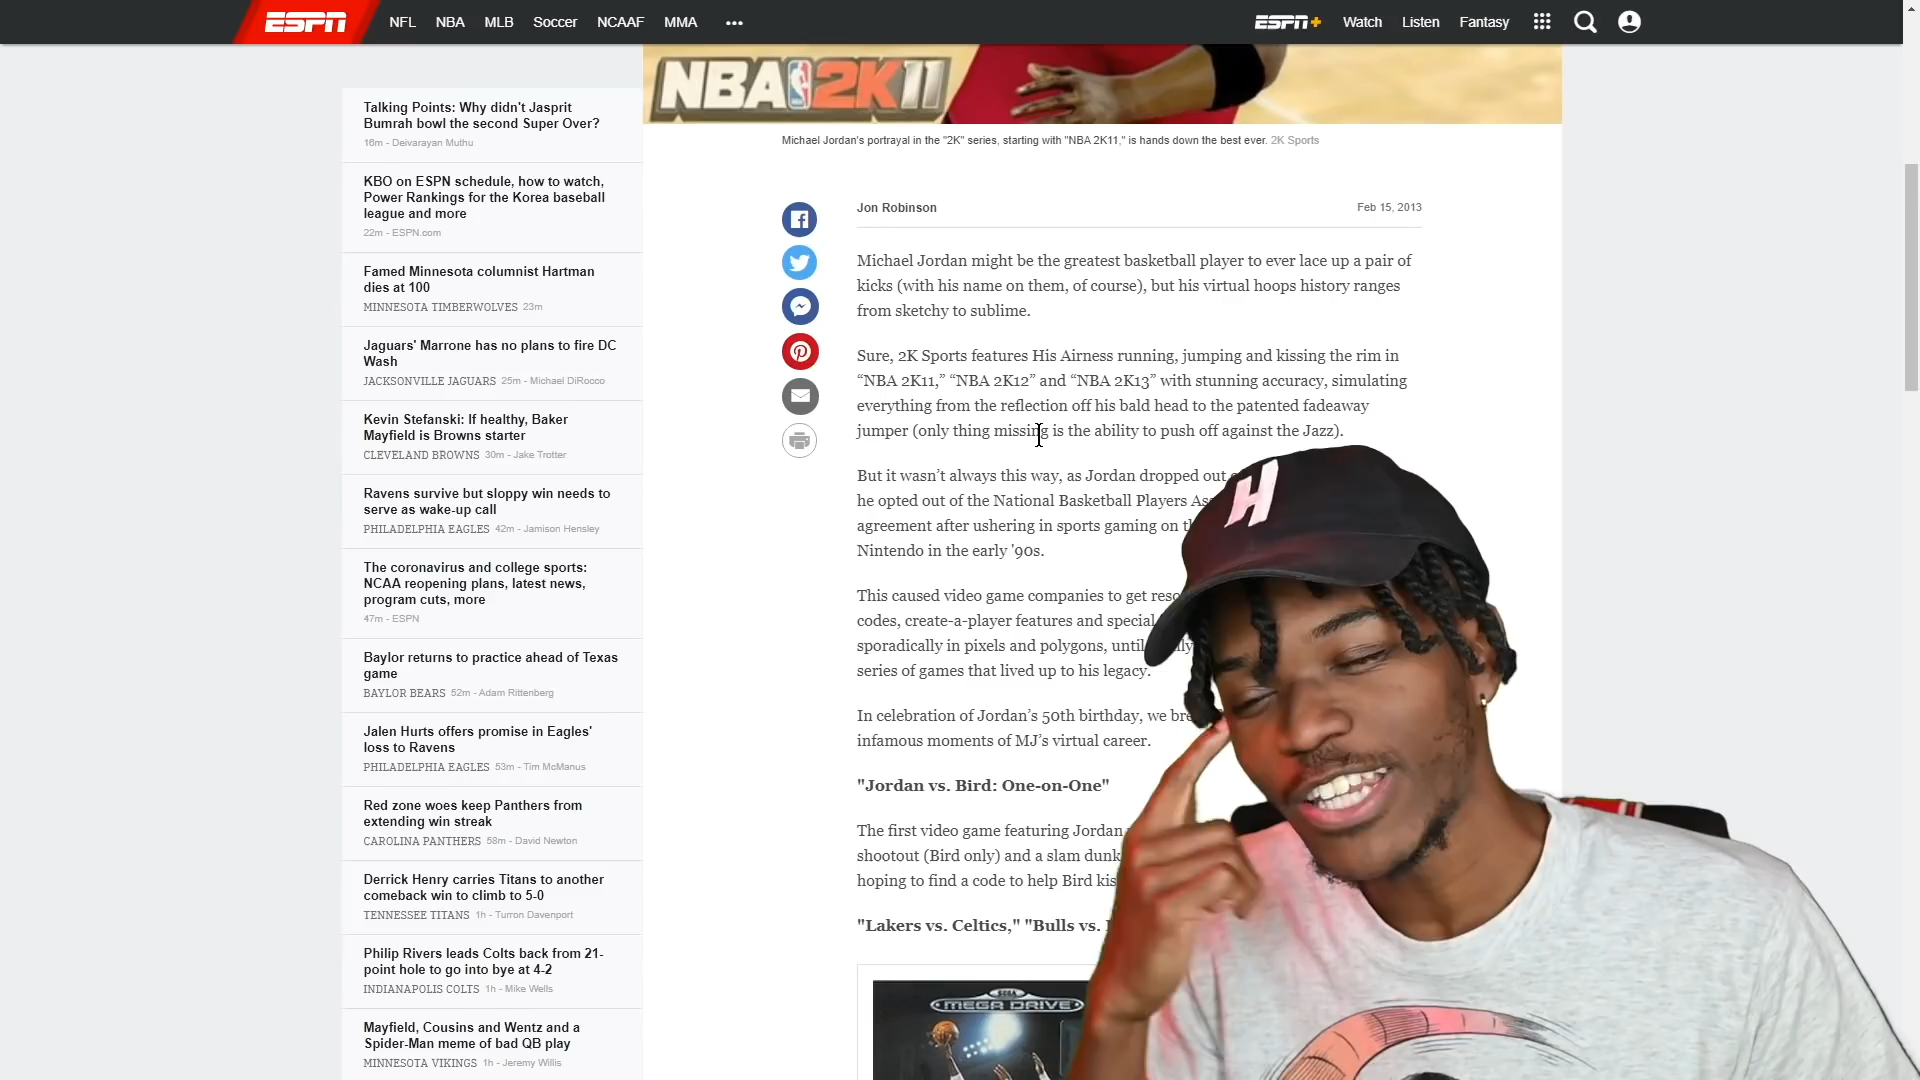 ESPN
NFL NBA MLB Soccer NCAAF MMA •••
ESPN+ Watch Listen Fantasy
NBA 2K11
Michael Jordan's portrayal in the "2K" series, starting with "NBA 2K11," is hands down the best ever. 2K Sports
Talking Points: Why didn't Jasprit
Bumrah bowl the second Super Over?
16m - Deivarayan Muthu
KBO on ESPN schedule, how to watch,
Power Rankings for the Korea baseball
league and more
22m - ESPN.com
Famed Minnesota columnist Hartman
dies at 100
MINNESOTA TIMBERWOLVES 23m
Jaguars' Marrone has no plans to fire DC
Wash
JACKSONVILLE JAGUARS 25m - Michael DiRocco
Kevin Stefanski: If healthy, Baker
Mayfield is Browns starter
CLEVELAND BROWNS 30m - Jake Trotter
Ravens survive but sloppy win needs to
serve as wake-up call
PHILADELPHIA EAGLES 42m - Jamison Hensley
The coronavirus and college sports:
NCAA reopening plans, latest news,
program cuts, more
47m - ESPN
Baylor returns to practice ahead of Texas
game
BAYLOR BEARS 52m - Adam Rittenberg
Jalen Hurts offers promise in Eagles'
loss to Ravens
PHILADELPHIA EAGLES 53m - Tim McManus
Red zone woes keep Panthers from
extending win streak
CAROLINA PANTHERS 58m - David Newton
Derrick Henry carries Titans to another
comeback win to climb to 5-0
TENNESSEE TITANS 1h - Turron Davenport
Philip Rivers leads Colts back from 21-
point hole to go into bye at 4-2
INDIANAPOLIS COLTS 1h - Mike Wells
Mayfield, Cousins and Wentz and a
Spider-Man meme of bad QB play
MINNESOTA VIKINGS 1h - Jeremy Willis
Jon Robinson Feb 15, 2013
Michael Jordan might be the greatest basketball player to ever lace up a pair of
kicks (with his name on them, of course), but his virtual hoops history ranges
from sketchy to sublime.
Sure, 2K Sports features His Airness running, jumping and kissing the rim in
“NBA 2K11,” “NBA 2K12” and “NBA 2K13” with stunning accuracy, simulating
everything from the reflection off his bald head to the patented fadeaway
jumper (only thing missing is the ability to push off against the Jazz).
But it wasn’t always this way, as Jordan dropped out
he opted out of the National Basketball Players
agreement after ushering in sports gaming on
Nintendo in the early '90s.
This caused video game companies to get
codes, create-a-player features and special
sporadically in pixels and polygons, until
series of games that lived up to his legacy.
In celebration of Jordan’s 50th birthday, we
infamous moments of MJ’s virtual career.
"Jordan vs. Bird: One-on-One"
The first video game featuring Jordan
shootout (Bird only) and a slam dunk
hoping to find a code to help Bird
"Lakers vs. Celtics," "Bulls vs.
SEGA
MEGA DRIVE
H